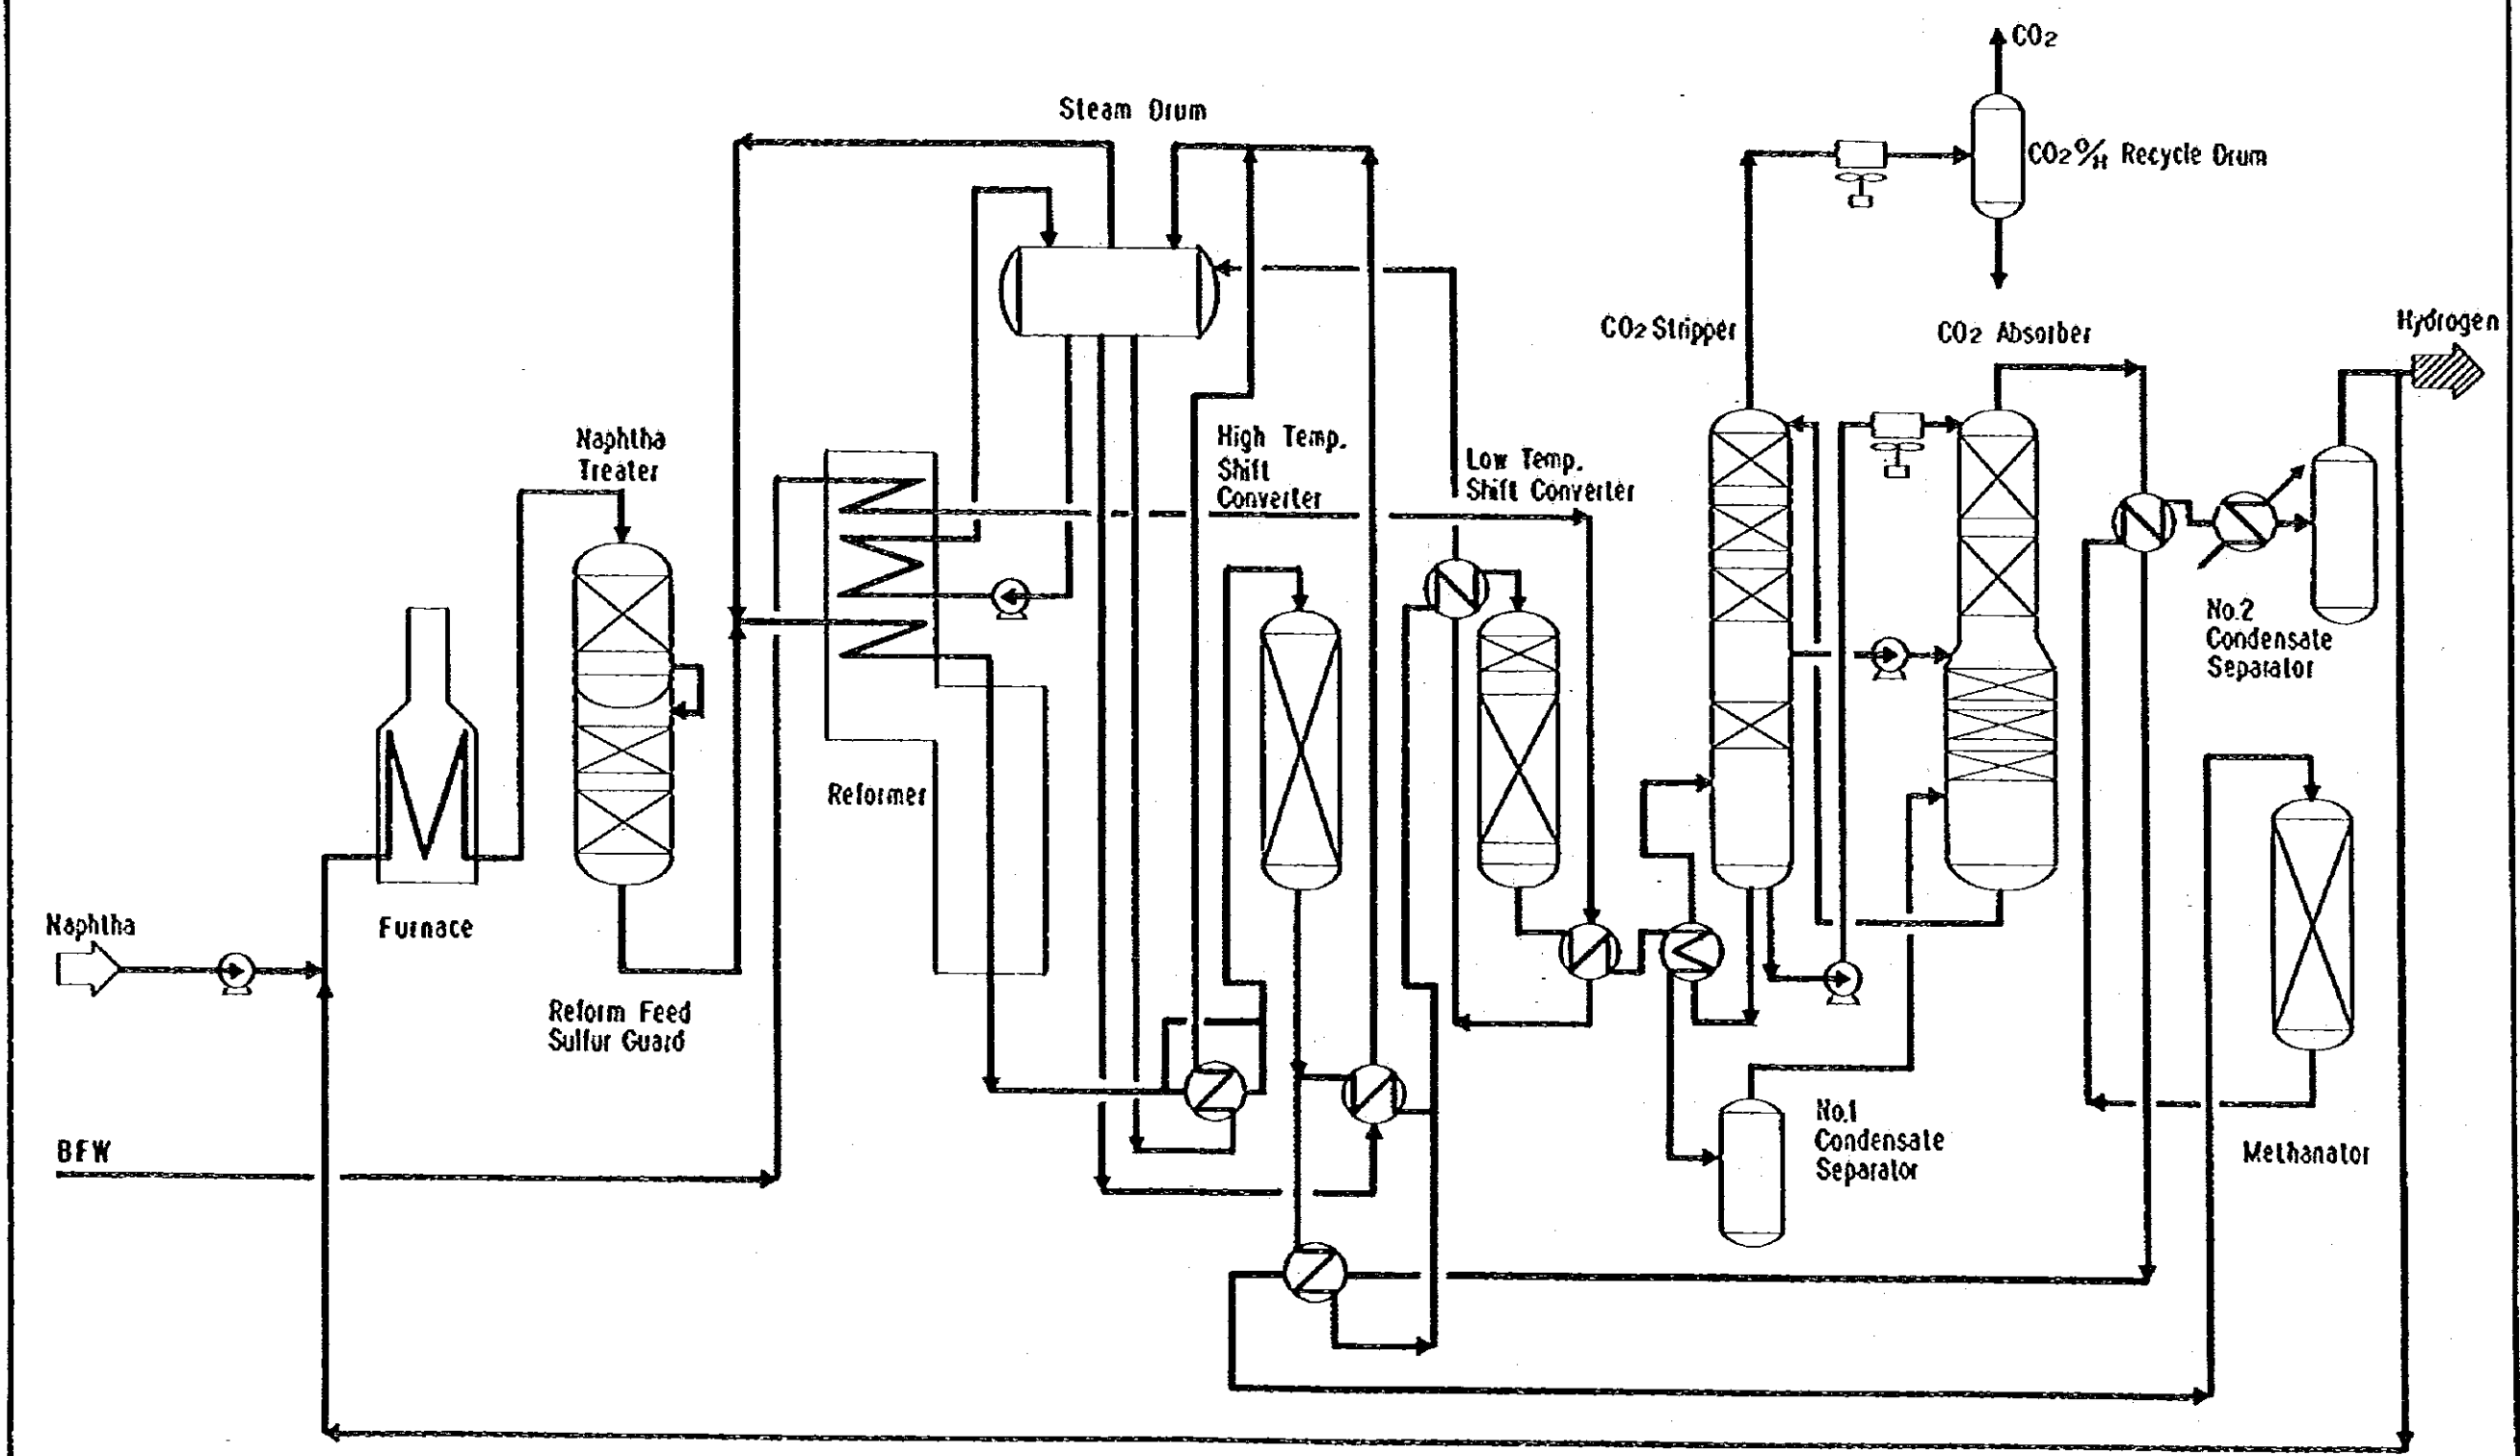 CO2
Steam Drum
CO2 O/H Recycle Drum
Hydrogen
CO2 Stripper
CO2 Absorber
Naphtha
Treater
High Temp.
Shift
Converter
Low Temp.
Shift Converter
No.2
Condensate
Separator
Reformer
Naphtha
Furnace
Reform Feed
Sulfur Guard
BFW
No.1
Condensate
Separator
Methanator